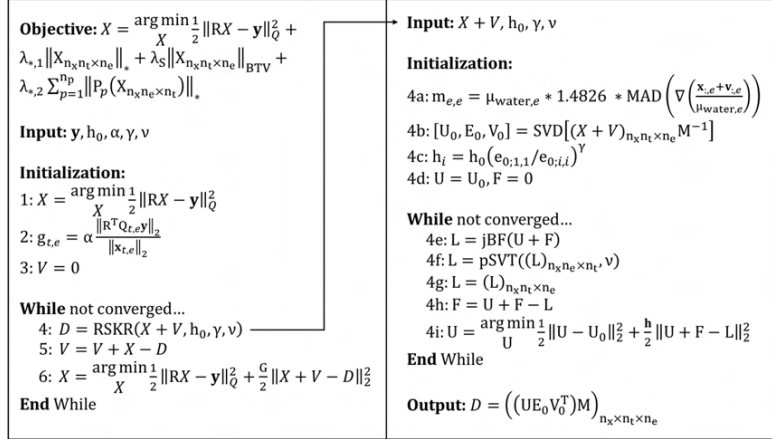 Objective: X = arg min_X 1/2 ‖RX − y‖²_Q +
λ_{*,1}‖X_{n_x n_t×n_e}‖_* + λ_S‖X_{n_x n_t×n_e}‖_BTV +
λ_{*,2} Σ_{p=1}^{n_p} ‖P_p(X_{n_x n_e×n_t})‖_*
Input: y, h₀, α, γ, ν
Initialization:
1: X = arg min_X 1/2 ‖RX − y‖²_Q
2: g_{t,e} = α ‖R^T Q_{t,e} y‖₂ / ‖x_{t,e}‖₂
3: V = 0
While not converged…
4: D = RSKR(X + V, h₀, γ, ν)
5: V = V + X − D
6: X = arg min_X 1/2 ‖RX − y‖²_Q + G/2 ‖X + V − D‖²₂
End While
Input: X + V, h₀, γ, ν
Initialization:
4a: m_{e,e} = μ_{water,e} * 1.4826 * MAD(∇((x_{:,e}+v_{:,e})/μ_{water,e}))
4b: [U₀, E₀, V₀] = SVD[(X + V)_{n_x n_t×n_e} M⁻¹]
4c: h_i = h₀(e_{0;1,1}/e_{0;i,i})^γ
4d: U = U₀, F = 0
While not converged…
4e: L = jBF(U + F)
4f: L = pSVT((L)_{n_x n_e×n_t}, ν)
4g: L = (L)_{n_x n_t×n_e}
4h: F = U + F − L
4i: U = arg min_U 1/2 ‖U − U₀‖²₂ + h/2 ‖U + F − L‖²₂
End While
Output: D = ((UE₀V₀^T)M)_{n_x×n_t×n_e}